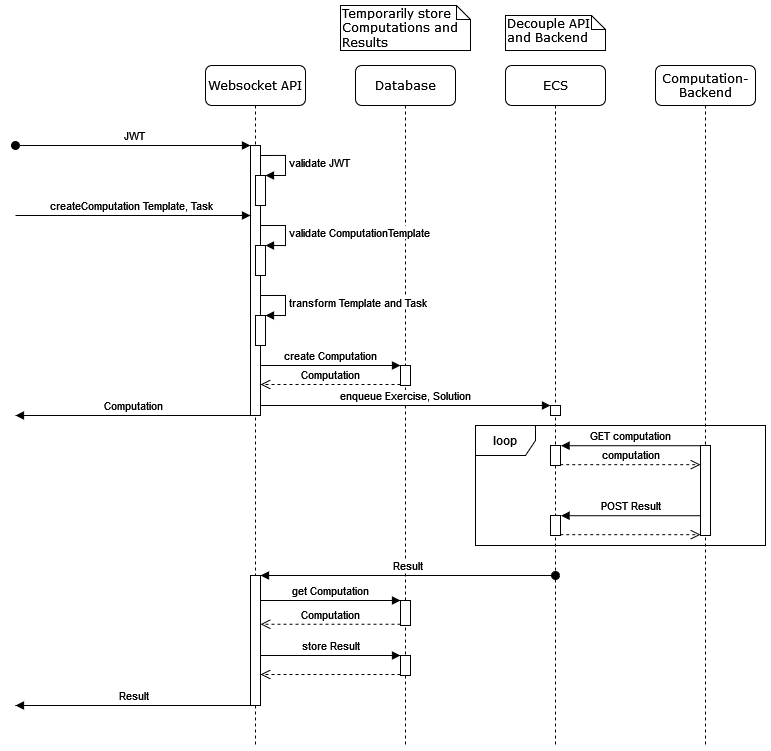 Temporarily store
Computations and
Results
Decouple API
and Backend
Websocket API
Database
ECS
Computation-
Backend
JWT
validate JWT
createComputation Template, Task
validate ComputationTemplate
transform Template and Task
create Computation
Computation
enqueue Exercise, Solution
Computation
loop
GET computation
computation
POST Result
Result
get Computation
Computation
store Result
Result